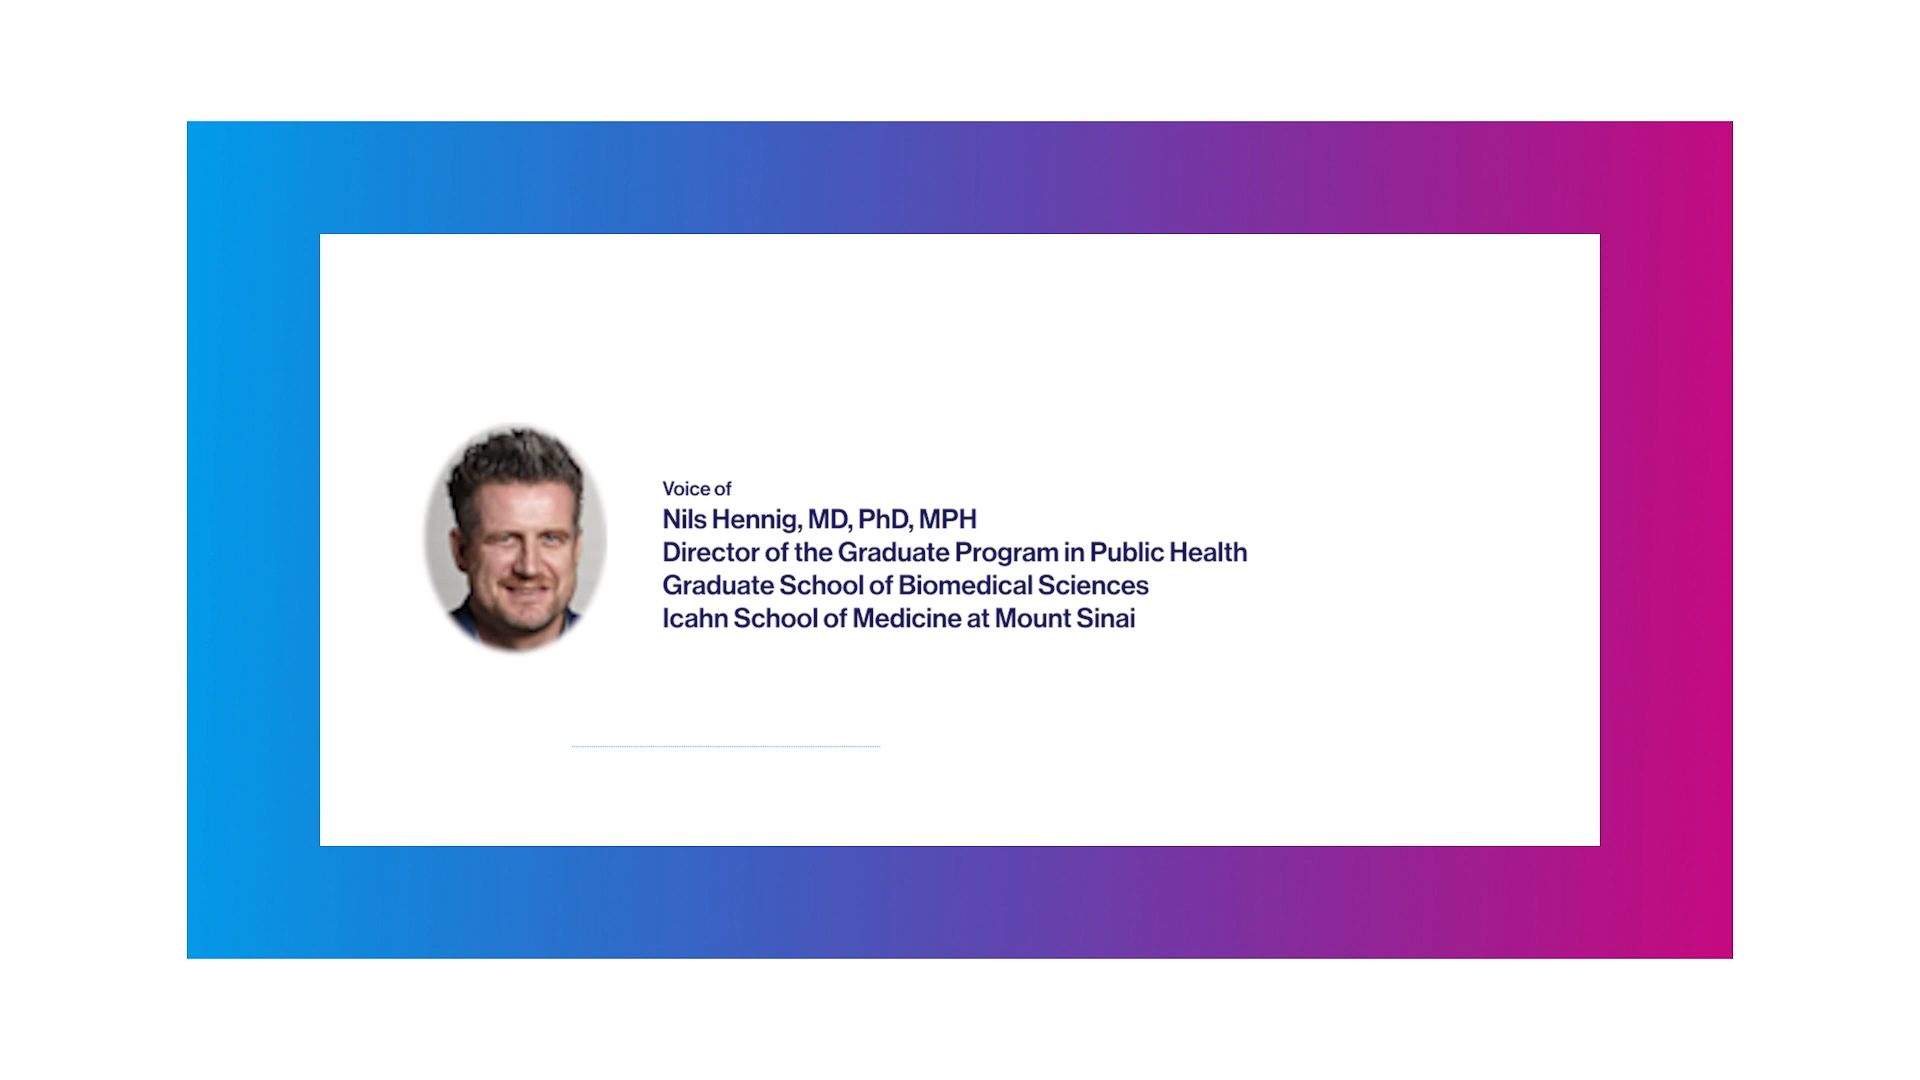 Voice of
Nils Hennig, MD, PhD, MPH
Director of the Graduate Program in Public Health
Graduate School of Biomedical Sciences
Icahn School of Medicine at Mount Sinai